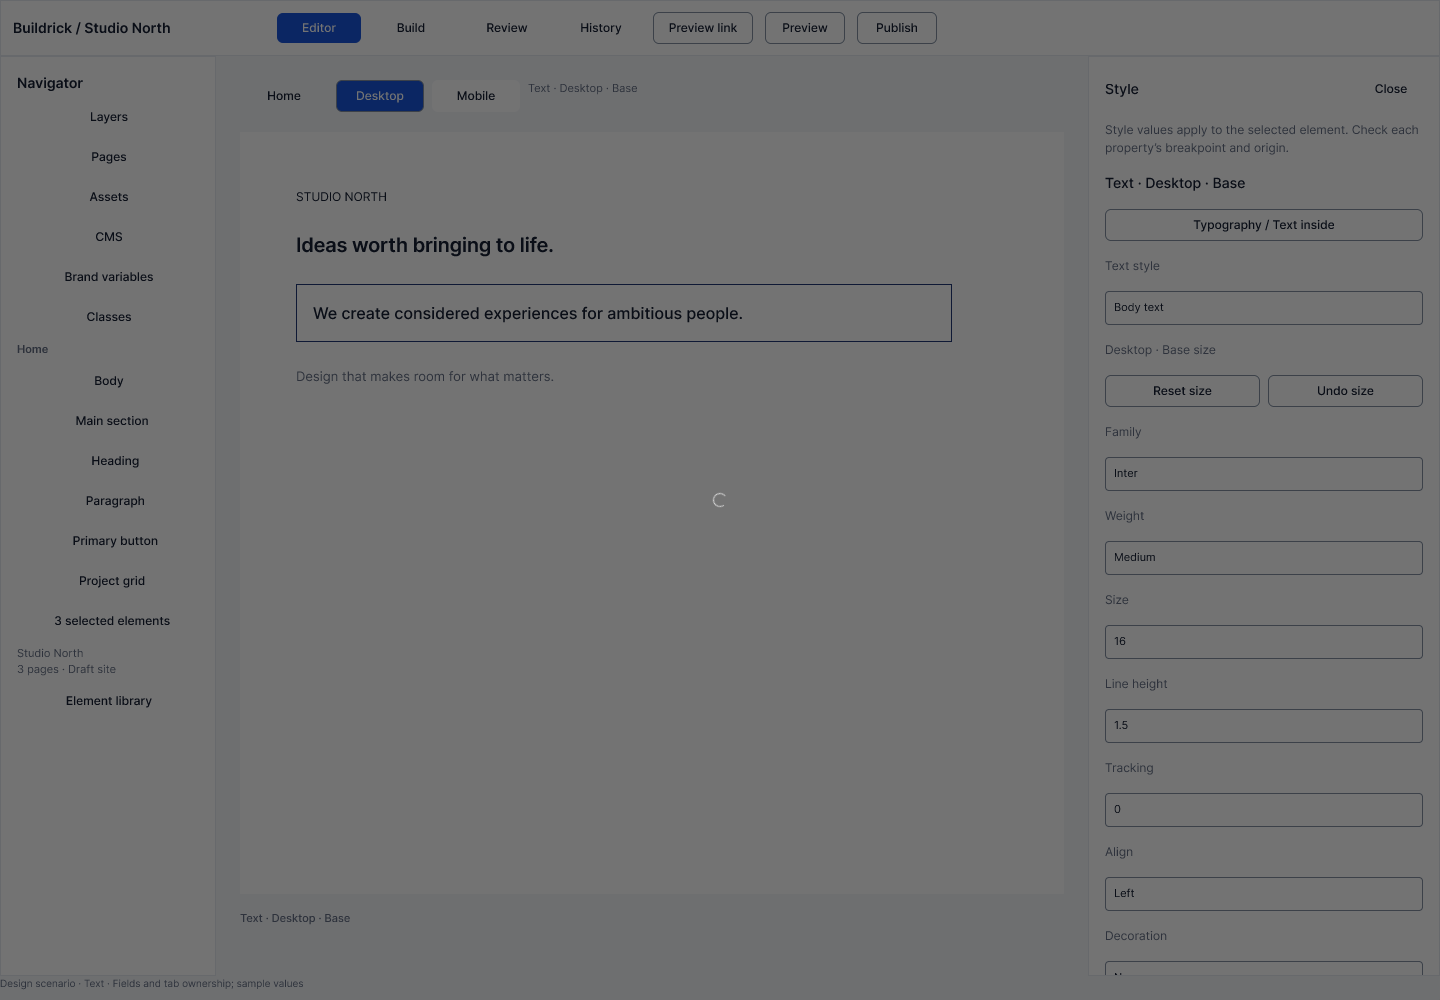 Buildrick / Studio North
Editor
Build
Review
History
Preview link
Preview
Publish
Navigator
Layers
Pages
Assets
CMS
Brand variables
Classes
Home
Body
Main section
Heading
Paragraph
Primary button
Project grid
3 selected elements
Studio North
3 pages · Draft site
Element library
Home
Desktop
Mobile
Text · Desktop · Base
STUDIO NORTH
Ideas worth bringing to life.
We create considered experiences for ambitious people.
Design that makes room for what matters.
Text · Desktop · Base
Style
Close
Style values apply to the selected element. Check each
property’s breakpoint and origin.
Text · Desktop · Base
Typography / Text inside
Text style
Body text
Desktop · Base size
Reset size
Undo size
Family
Inter
Weight
Medium
Size
16
Line height
1.5
Tracking
0
Align
Left
Decoration
Design scenario · Text · Fields and tab ownership; sample values